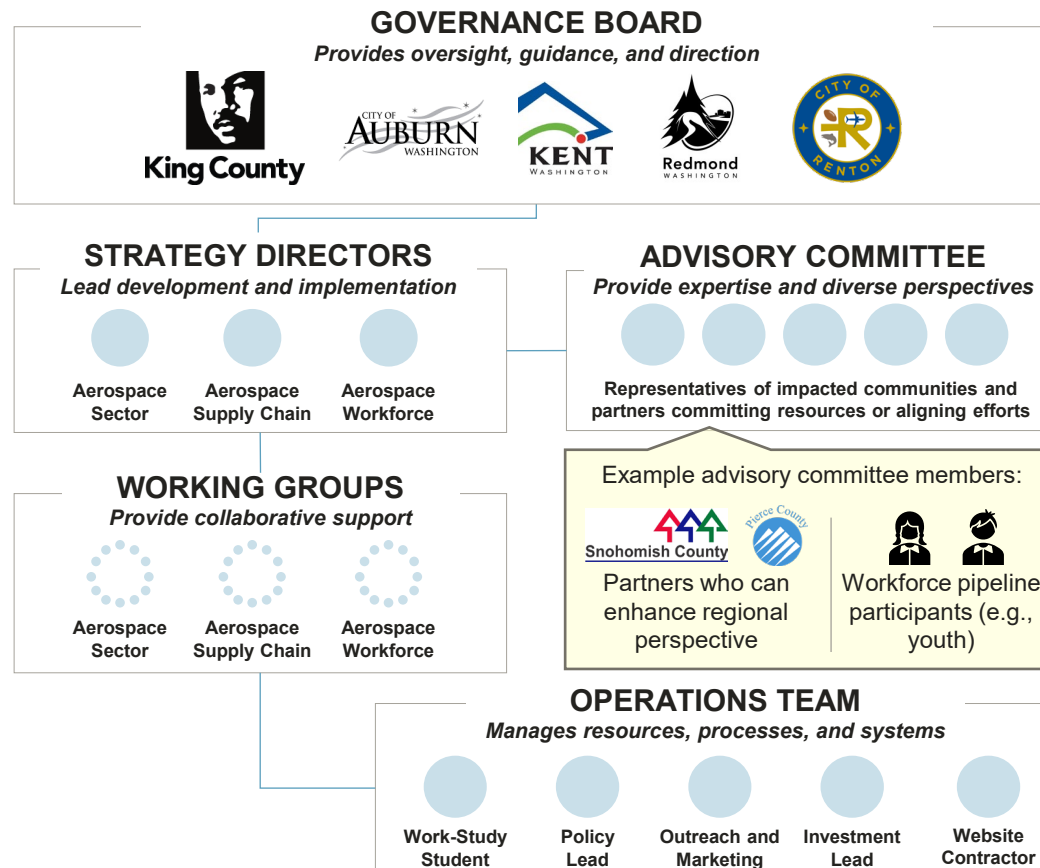 GOVERNANCE BOARD
Provides oversight, guidance, and direction
King County
CITY OF
AUBURN
WASHINGTON
KENT
WASHINGTON
Redmond
WASHINGTON
CITY OF
R
RENTON
STRATEGY DIRECTORS
Lead development and implementation
Aerospace
Sector
Aerospace
Supply Chain
Aerospace
Workforce
ADVISORY COMMITTEE
Provide expertise and diverse perspectives
Representatives of impacted communities and
partners committing resources or aligning efforts
Example advisory committee members:
Snohomish County
Pierce County
Partners who can
enhance regional
perspective
Workforce pipeline
participants (e.g.,
youth)
WORKING GROUPS
Provide collaborative support
Aerospace
Sector
Aerospace
Supply Chain
Aerospace
Workforce
OPERATIONS TEAM
Manages resources, processes, and systems
Work-Study
Student
Policy
Lead
Outreach and
Marketing
Investment
Lead
Website
Contractor